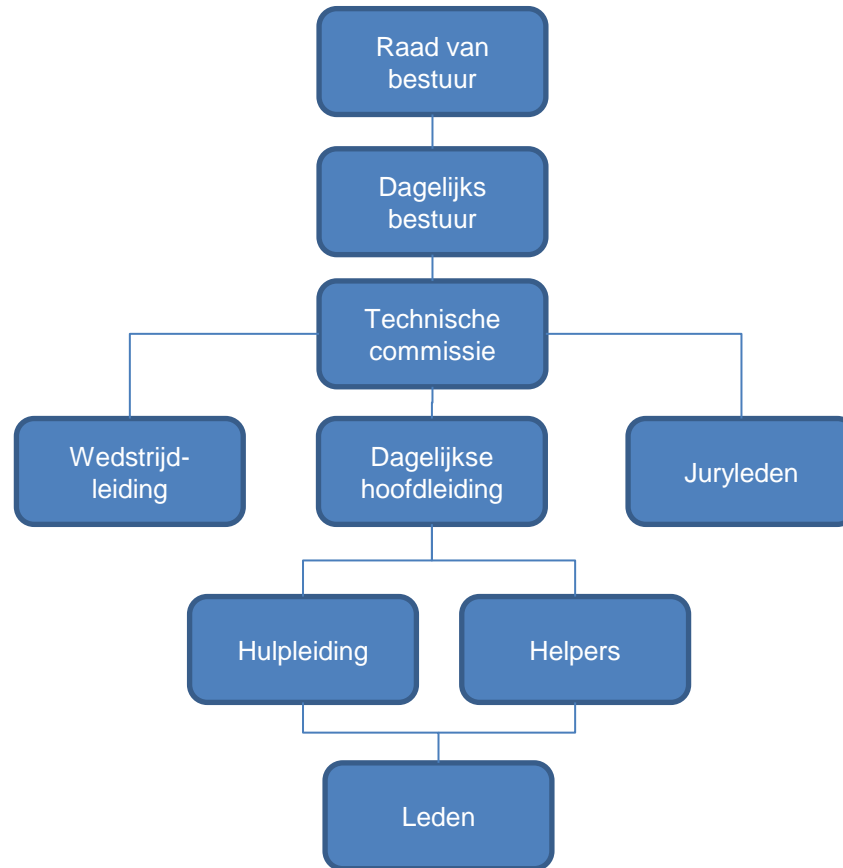 Raad van
bestuur
Dagelijks
bestuur
Technische
commissie
Wedstrijd-
leiding
Dagelijkse
hoofdleiding
Juryleden
Hulpleiding
Helpers
Leden